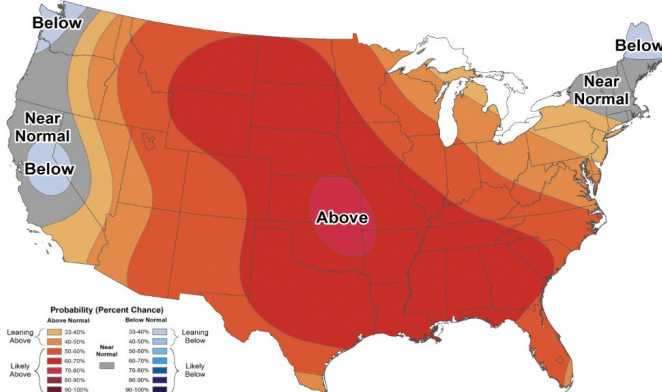 Below
Below
Near
Normal
Near
Normal
Below
Above
Probability (Percent Chance)
Above Normal
Below Normal
Leaning
Above
33-40%
40-50%
Near
Normal
33-40%
40-50%
Leaning
Below
Likely
Above
50-60%
60-70%
70-80%
80-90%
90-100%
50-60%
60-70%
70-80%
80-90%
90-100%
Likely
Below